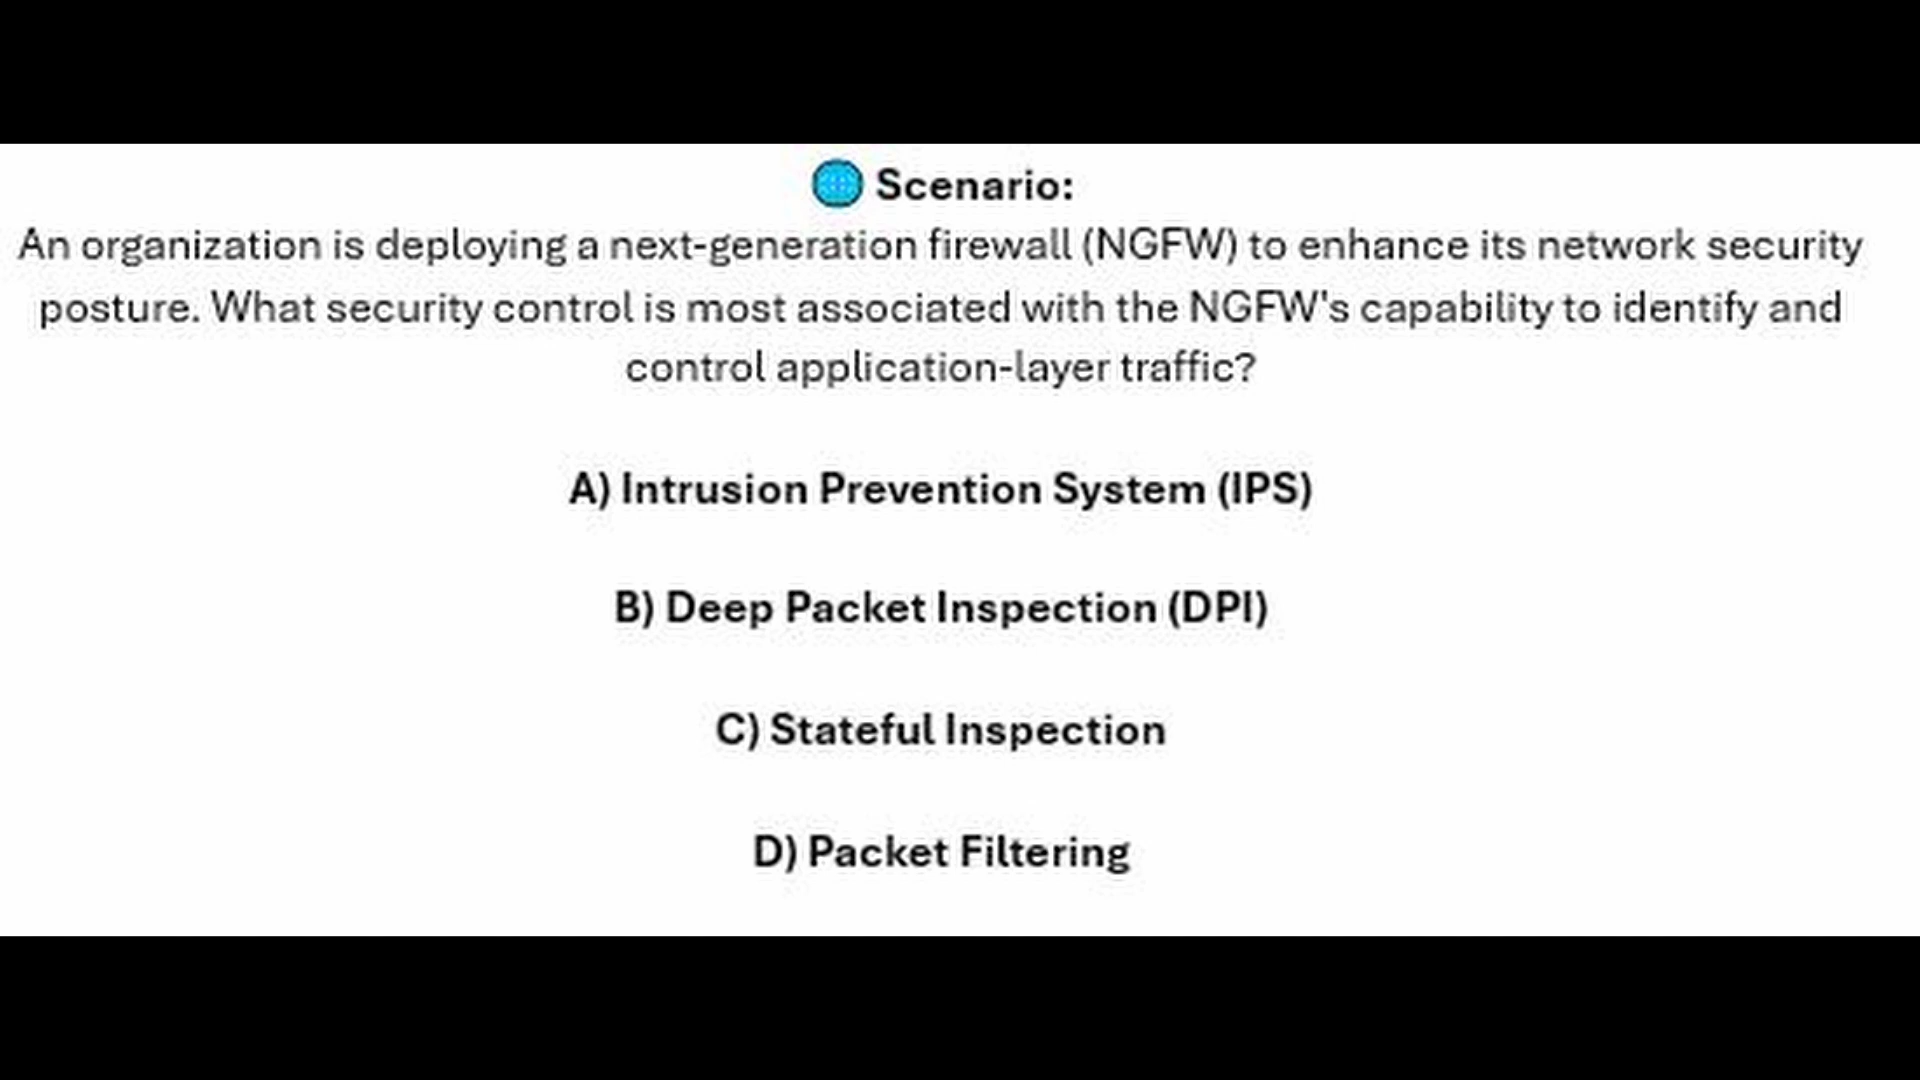 Scenario:
An organization is deploying a next-generation firewall (NGFW) to enhance its network security
posture. What security control is most associated with the NGFW's capability to identify and
control application-layer traffic?
A) Intrusion Prevention System (IPS)
B) Deep Packet Inspection (DPI)
C) Stateful Inspection
D) Packet Filtering